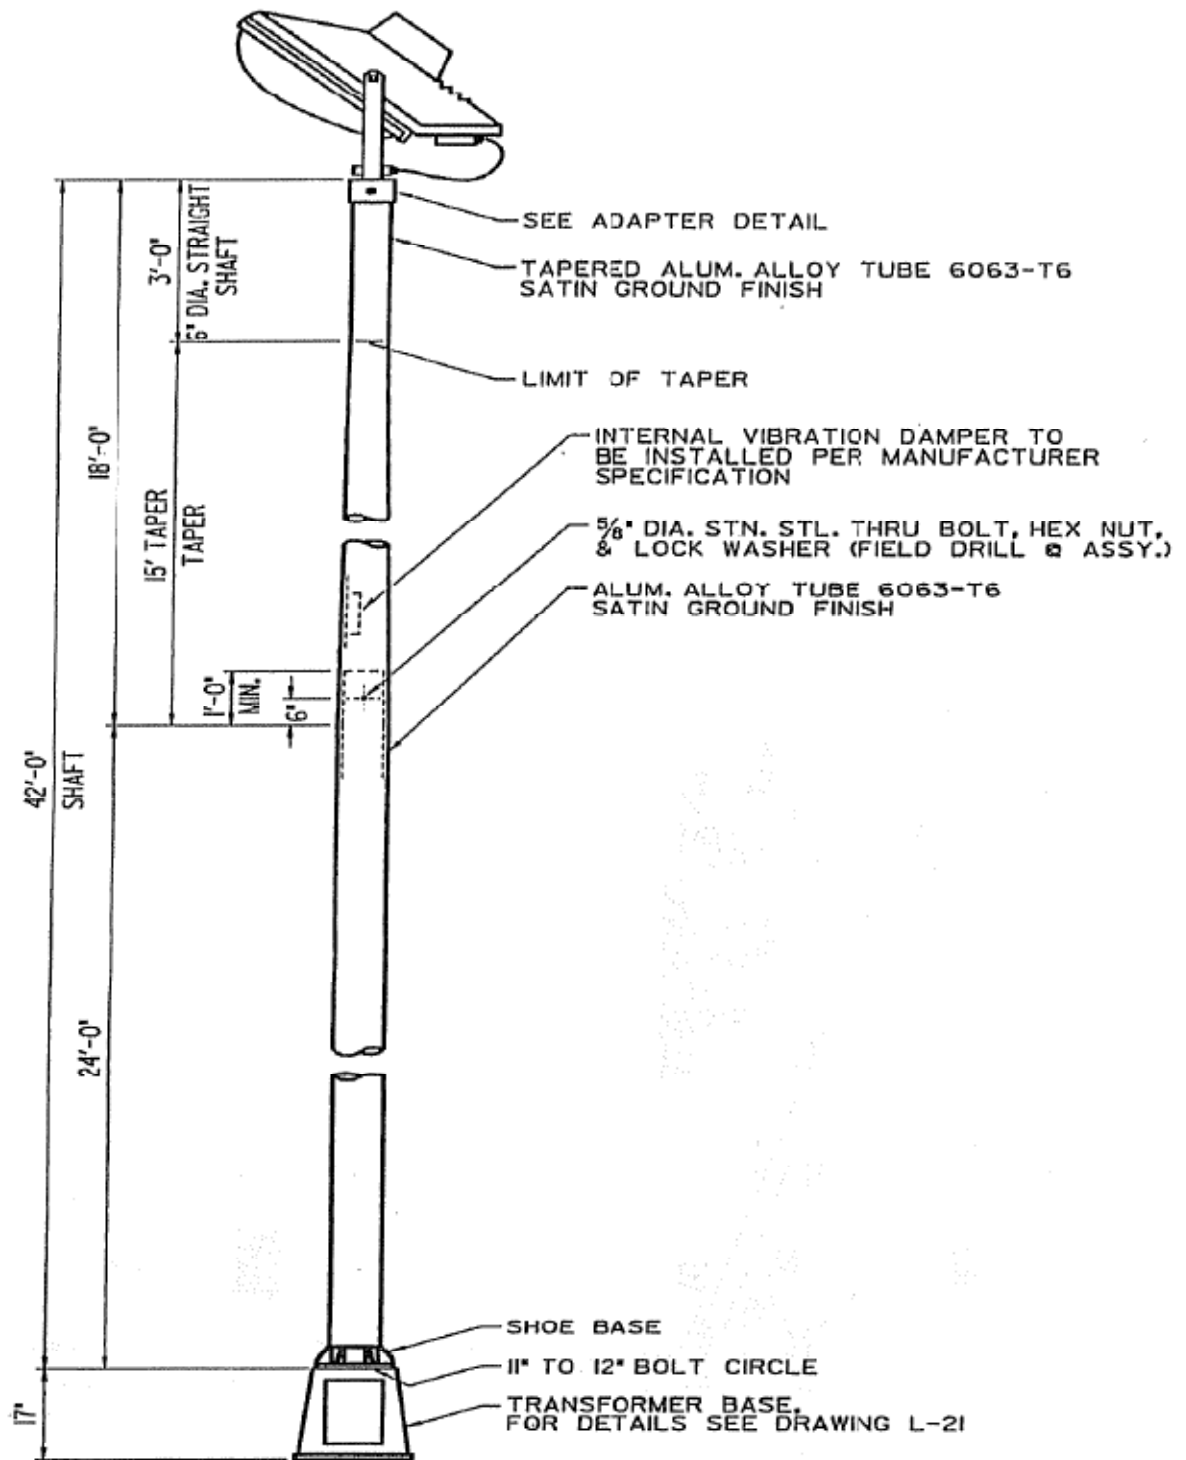 SEE ADAPTER DETAIL
TAPERED ALUM. ALLOY TUBE 6063-T6
SATIN GROUND FINISH
3'-0"
6" DIA. STRAIGHT
SHAFT
LIMIT OF TAPER
18'-0"
15' TAPER
TAPER
INTERNAL VIBRATION DAMPER TO
BE INSTALLED PER MANUFACTURER
SPECIFICATION
5/8" DIA. STN. STL. THRU BOLT, HEX NUT,
& LOCK WASHER (FIELD DRILL @ ASSY.)
ALUM. ALLOY TUBE 6063-T6
SATIN GROUND FINISH
1'-0"
MIN.
6"
42'-0"
SHAFT
24'-0"
SHOE BASE
11" TO 12" BOLT CIRCLE
TRANSFORMER BASE.
FOR DETAILS SEE DRAWING L-21
17"